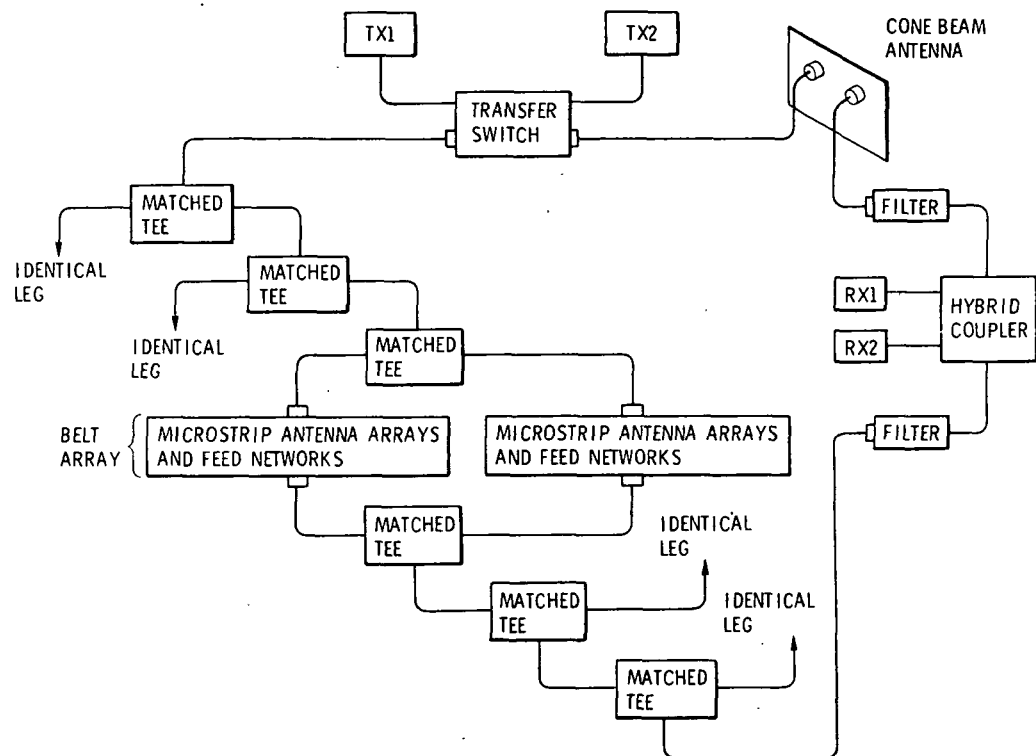 TX1
TX2
CONE BEAM
ANTENNA
TRANSFER
SWITCH
MATCHED
TEE
FILTER
IDENTICAL
LEG
MATCHED
TEE
RX1
HYBRID
COUPLER
RX2
IDENTICAL
LEG
MATCHED
TEE
BELT
ARRAY
MICROSTRIP ANTENNA ARRAYS
AND FEED NETWORKS
MICROSTRIP ANTENNA ARRAYS
AND FEED NETWORKS
FILTER
MATCHED
TEE
IDENTICAL
LEG
MATCHED
TEE
IDENTICAL
LEG
MATCHED
TEE